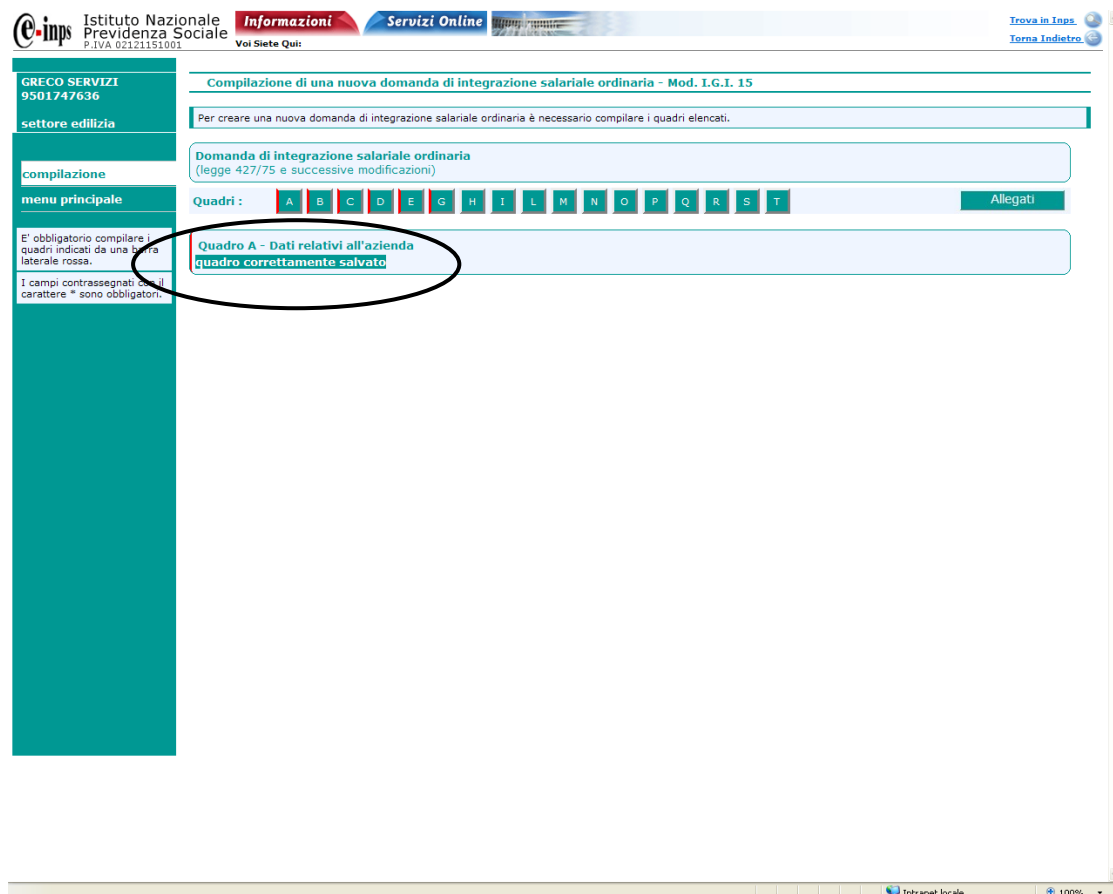 e-inps
Istituto Nazionale
Previdenza Sociale
P.IVA 02121151001
Informazioni
Servizi Online
Voi Siete Qui:
Trova in Inps
Torna Indietro
GRECO SERVIZI
9501747636
settore edilizia
compilazione
menu principale
E' obbligatorio compilare i
quadri indicati da una barra
laterale rossa.
I campi contrassegnati con il
carattere * sono obbligatori.
Compilazione di una nuova domanda di integrazione salariale ordinaria - Mod. I.G.I. 15
Per creare una nuova domanda di integrazione salariale ordinaria è necessario compilare i quadri elencati.
Domanda di integrazione salariale ordinaria
(legge 427/75 e successive modificazioni)
Quadri : A B C D E G H I L M N O P Q R S T Allegati
Quadro A - Dati relativi all'azienda
quadro correttamente salvato
Intranet locale 100%